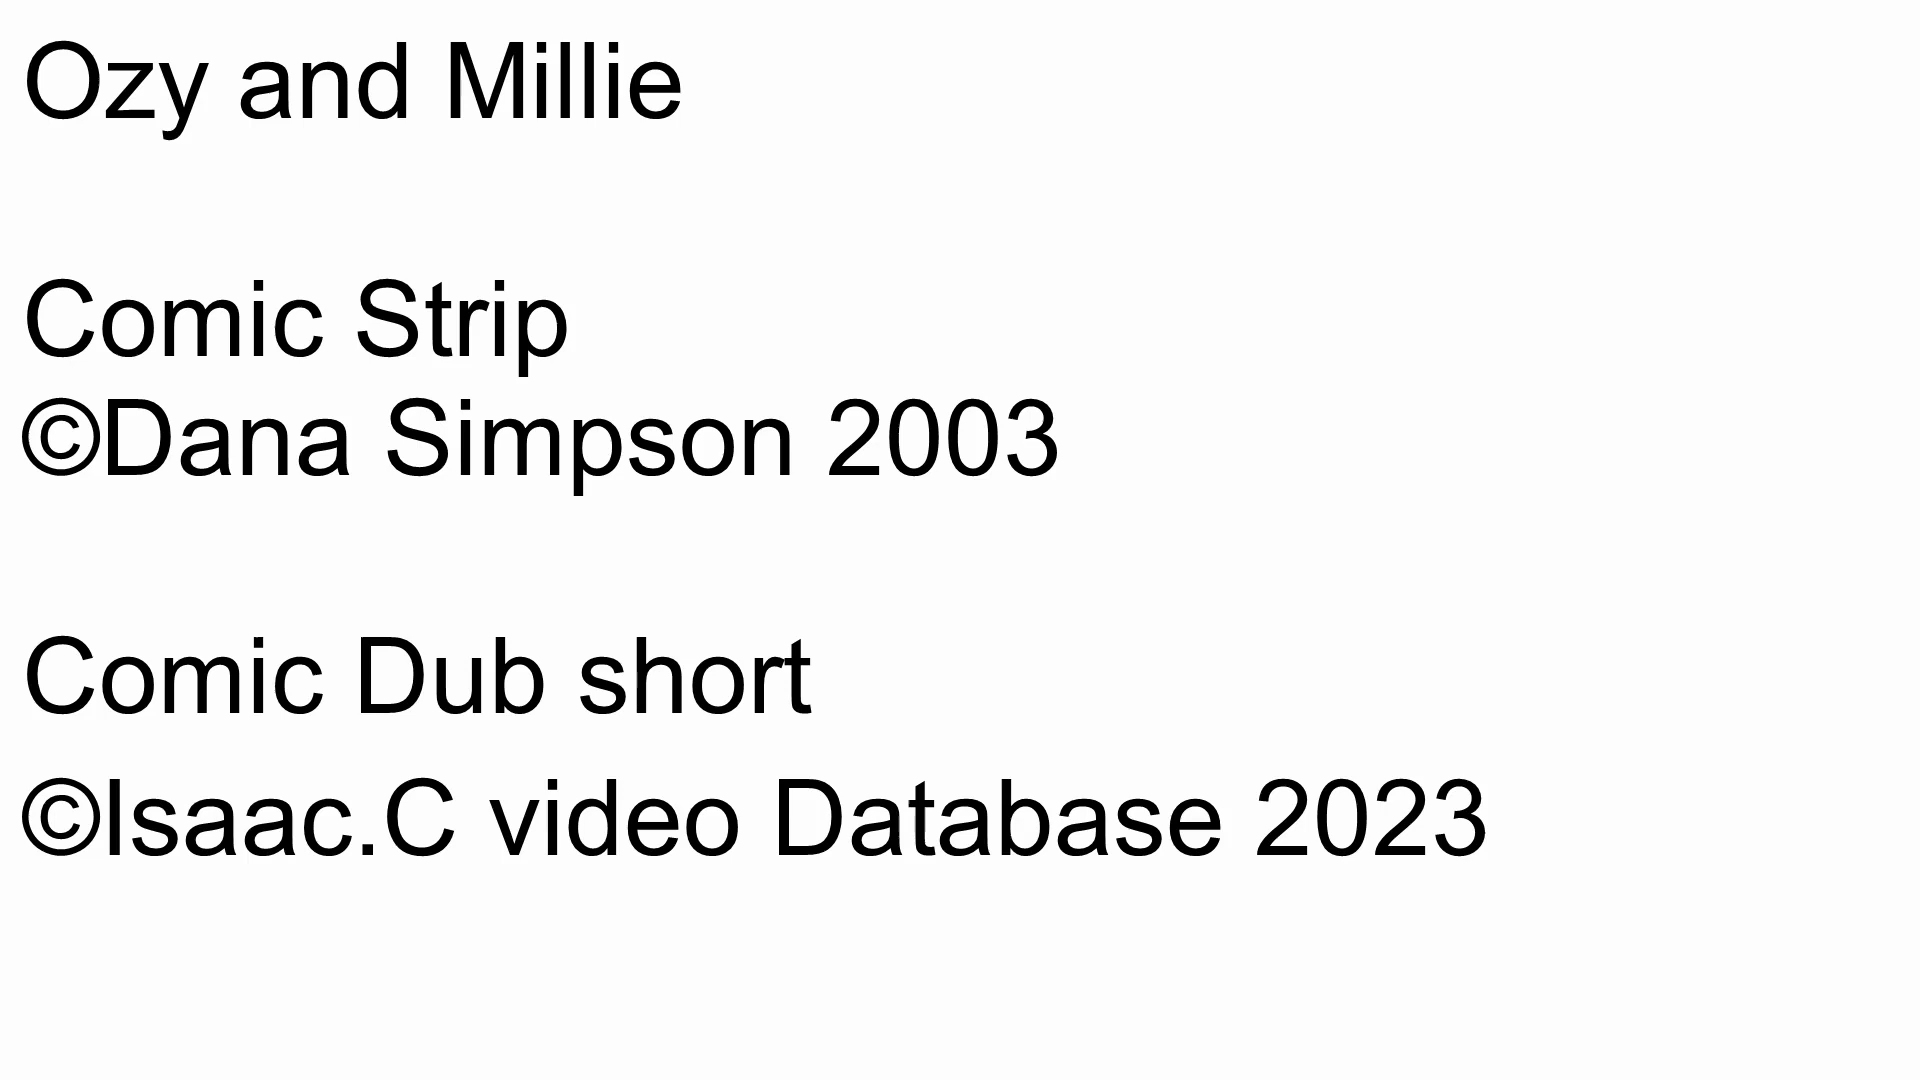 Ozy and Millie
Comic Strip
©Dana Simpson 2003
Comic Dub short
©Isaac.C video Database 2023